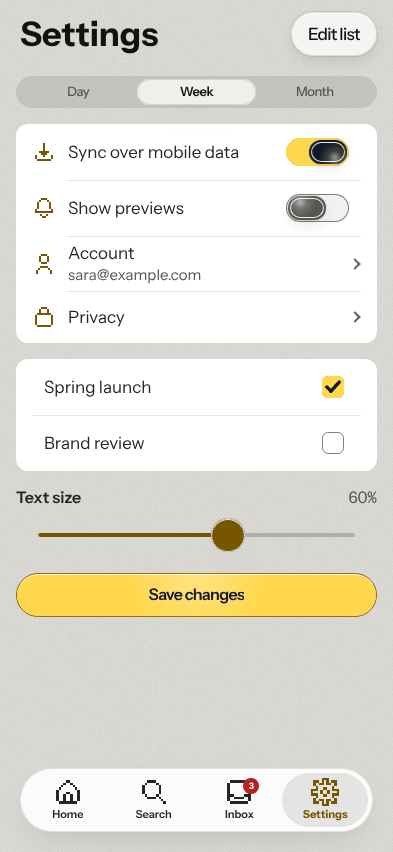 Settings
Edit list
Day
Week
Month
Sync over mobile data
Show previews
Account
sara@example.com
Privacy
Spring launch
Brand review
Text size
60%
Save changes
3
Home
Search
Inbox
Settings